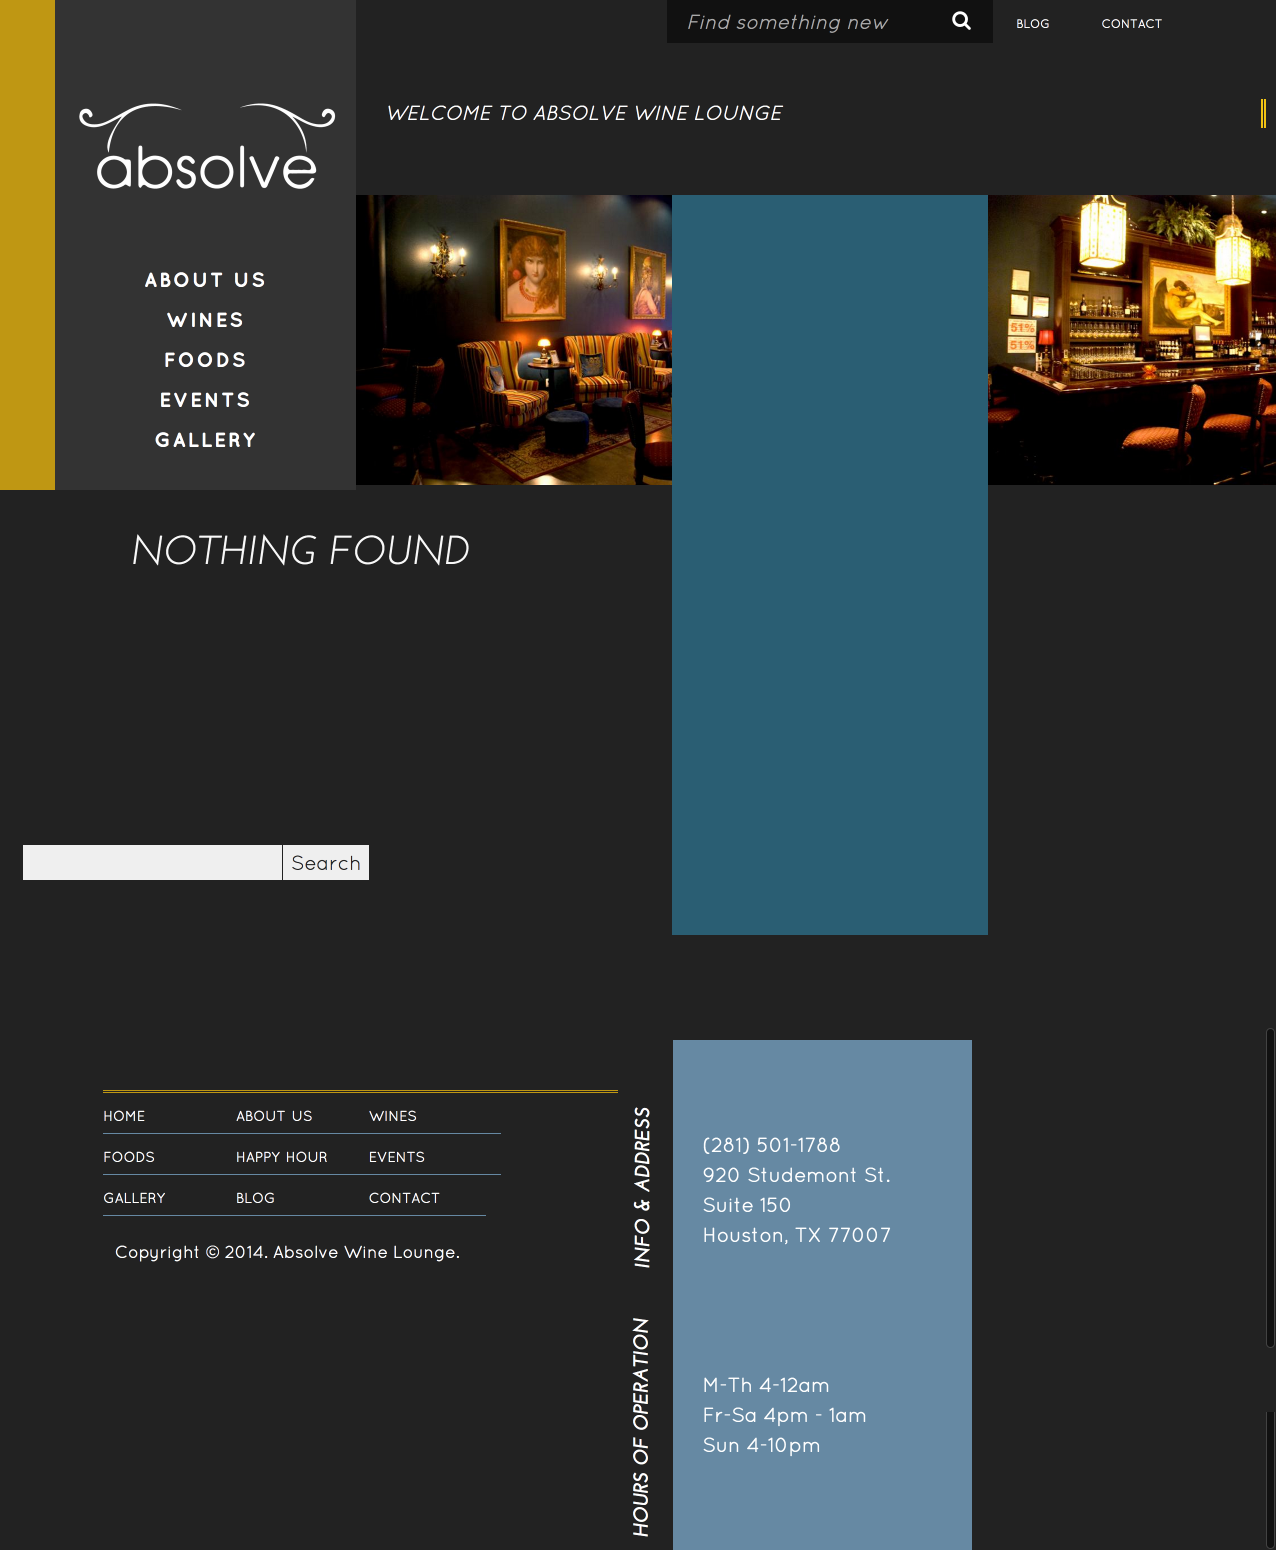 Find something new
BLOG
CONTACT
absolve
WELCOME TO ABSOLVE WINE LOUNGE
ABOUT US
WINES
FOODS
EVENTS
GALLERY
51%
51%
NOTHING FOUND
Search
HOME ABOUT US WINES
FOODS HAPPY HOUR EVENTS
GALLERY BLOG CONTACT
Copyright © 2014. Absolve Wine Lounge.
INFO & ADDRESS
(281) 501-1788
920 Studemont St.
Suite 150
Houston, TX 77007
HOURS OF OPERATION
M-Th 4-12am
Fr-Sa 4pm - 1am
Sun 4-10pm